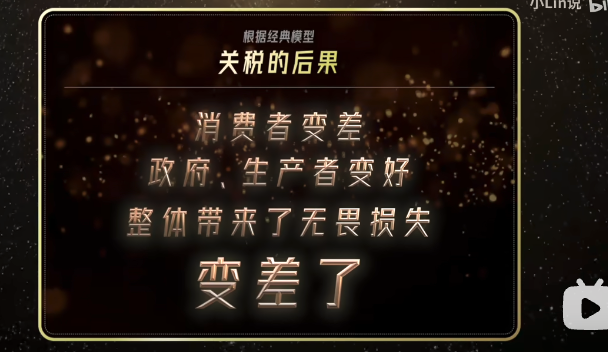 小Lin说
根据经典模型
关税的后果
消费者变差
政府、生产者变好
整体带来了无畏损失
变差了